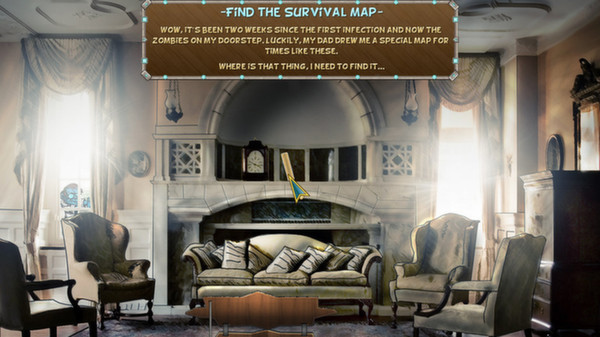 -FIND THE SURVIVAL MAP-
WOW, IT'S BEEN TWO WEEKS SINCE THE FIRST INFECTION AND NOW THE
ZOMBIES ON MY DOORSTEP, LUCKILY, MY DAD DREW ME A SPECIAL MAP FOR
TIMES LIKE THESE.
WHERE IS THAT THING, I NEED TO FIND IT...